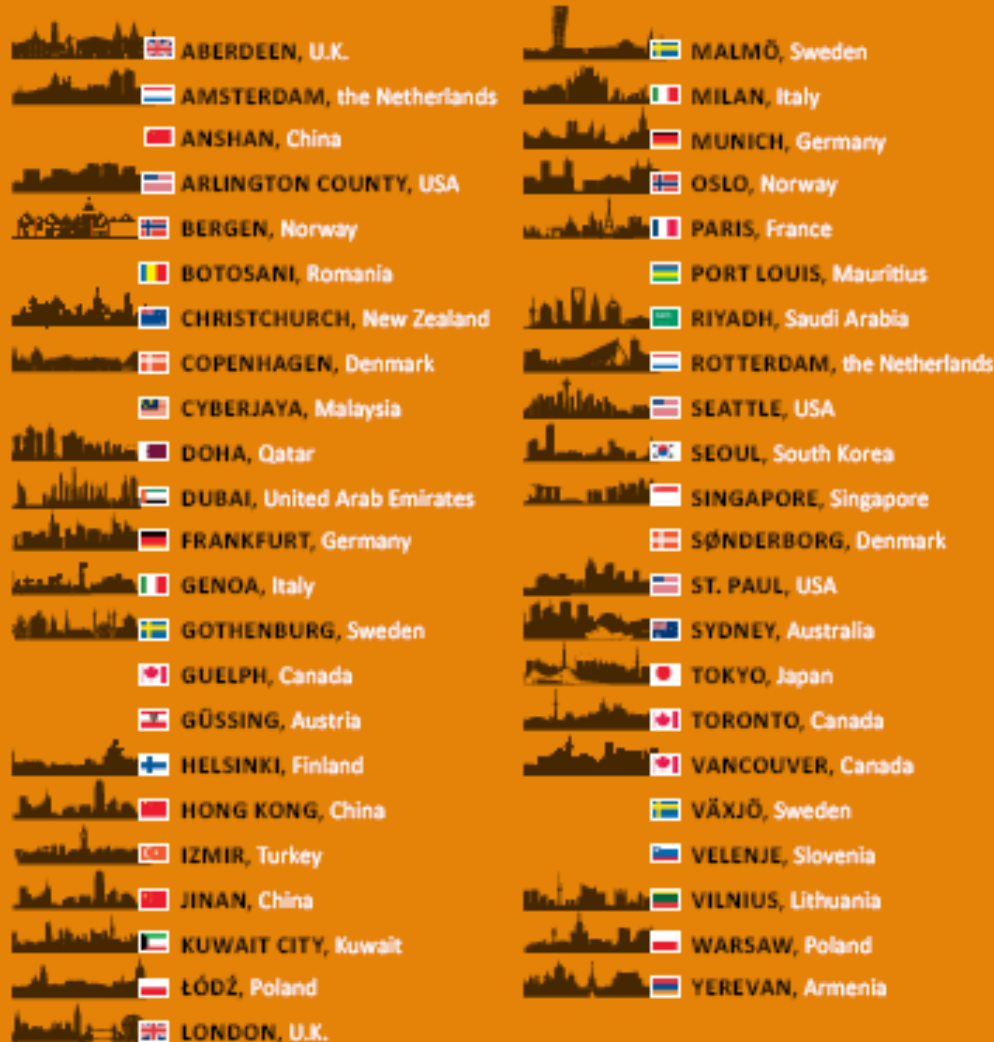 ABERDEEN, U.K.
AMSTERDAM, the Netherlands
ANSHAN, China
ARLINGTON COUNTY, USA
BERGEN, Norway
BOTOSANI, Romania
CHRISTCHURCH, New Zealand
COPENHAGEN, Denmark
CYBERJAYA, Malaysia
DOHA, Qatar
DUBAI, United Arab Emirates
FRANKFURT, Germany
GENOA, Italy
GOTHENBURG, Sweden
GUELPH, Canada
GÜSSING, Austria
HELSINKI, Finland
HONG KONG, China
IZMIR, Turkey
JINAN, China
KUWAIT CITY, Kuwait
ŁÓDŹ, Poland
LONDON, U.K.
MALMÖ, Sweden
MILAN, Italy
MUNICH, Germany
OSLO, Norway
PARIS, France
PORT LOUIS, Mauritius
RIYADH, Saudi Arabia
ROTTERDAM, the Netherlands
SEATTLE, USA
SEOUL, South Korea
SINGAPORE, Singapore
SØNDERBORG, Denmark
ST. PAUL, USA
SYDNEY, Australia
TOKYO, Japan
TORONTO, Canada
VANCOUVER, Canada
VÄXJÖ, Sweden
VELENJE, Slovenia
VILNIUS, Lithuania
WARSAW, Poland
YEREVAN, Armenia